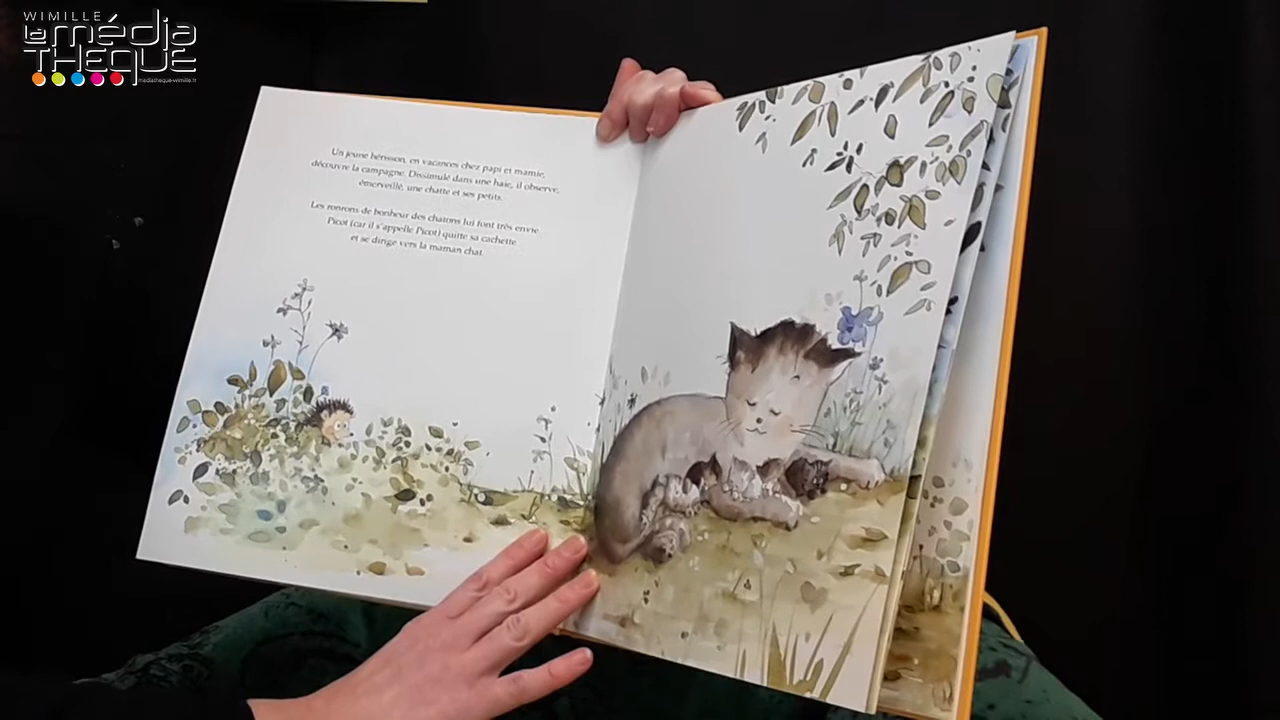 WIMILLE
la média
THÈQUE
mediatheque-wimille.fr
Un jeune hérisson, en vacances chez papi et mamie,
découvre la campagne. Dissimulé dans une haie, il observe,
émerveillé, une chatte et ses petits.
Les ronrons de bonheur des chatons lui font très envie.
Picot (car il s'appelle Picot) quitte sa cachette
et se dirige vers la maman chat.